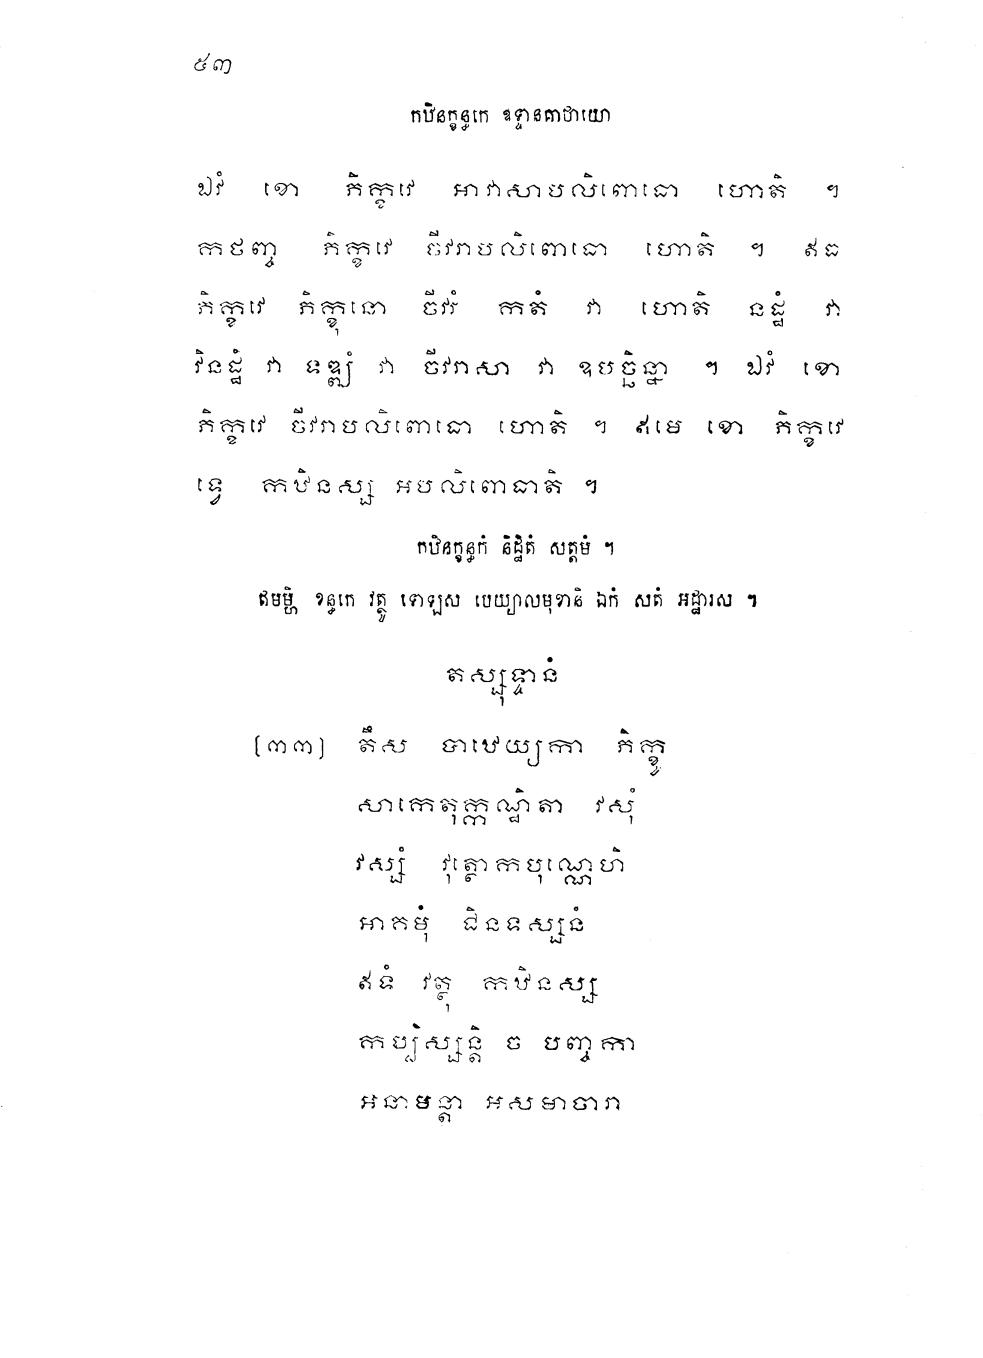 ៥៣
កឋិនក្ខន្ធកេ ឧទ្ទានគាថាយោ
ឯវំ ខោ ភិក្ខវេ អាវាសាបលិពោធោ ហោតិ ។
កថញ្ច ភិក្ខវេ ចីវរាបលិពោធោ ហោតិ ។ ឥធ
ភិក្ខវេ ភិក្ខុនោ ចីវរំ កតំ វា ហោតិ នដ្ឋំ វា
វិនដ្ឋំ វា ទឌ្ឍំ វា ចីវរាសា វា ឧបច្ឆិន្នា ។ ឯវំ ខោ
ភិក្ខវេ ចីវរាបលិពោធោ ហោតិ ។ ឥមេ ខោ ភិក្ខវេ
ទ្វេ កឋិនស្ស អបលិពោធាតិ ។
កឋិនក្ខន្ធកំ និដ្ឋិតំ សត្តមំ ។
ឥមម្ហិ ខន្ធកេ វត្ថូ ទោឡស បេយ្យាលមុខានិ ឯកំ សតំ អដ្ឋារស ។
តស្សុទ្ទានំ
[៣៣] តឹស បាឋេយ្យកា ភិក្ខូ
សាកេតុក្កណ្ឋិតា វសុំ
វស្សំ វុត្ថោកបុណ្ណេហិ
អាគមុំ ជិនទស្សនំ
ឥទំ វត្ថុ កឋិនស្ស
កប្បិស្សន្តិ ច បញ្ចកា
អនាមន្តា អសមាចារា